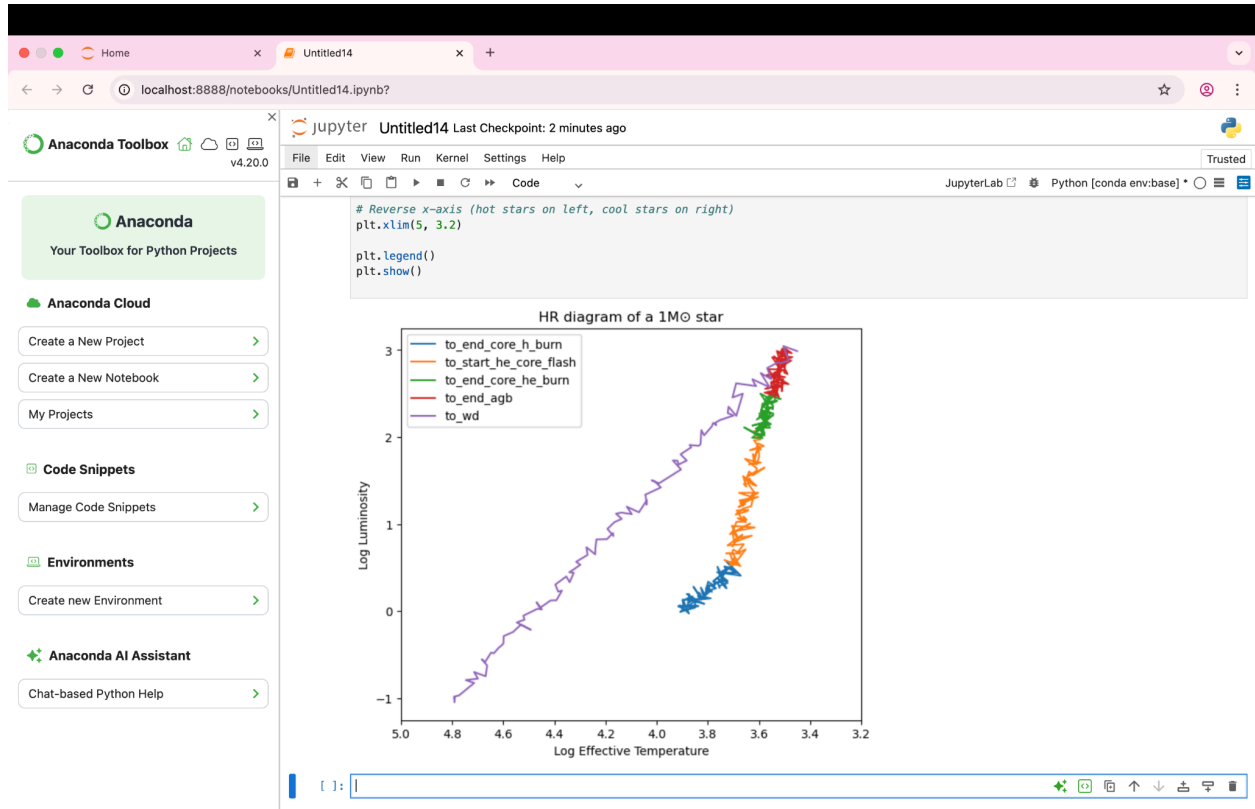 Home
Untitled14
localhost:8888/notebooks/Untitled14.ipynb?
Anaconda Toolbox
v4.20.0
Anaconda
Your Toolbox for Python Projects
Anaconda Cloud
Create a New Project
Create a New Notebook
My Projects
Code Snippets
Manage Code Snippets
Environments
Create new Environment
Anaconda AI Assistant
Chat-based Python Help
jupyter Untitled14 Last Checkpoint: 2 minutes ago
File Edit View Run Kernel Settings Help
Trusted
Code
JupyterLab
Python [conda env:base] *
# Reverse x-axis (hot stars on left, cool stars on right)
plt.xlim(5, 3.2)
plt.legend()
plt.show()
HR diagram of a 1M⊙ star
to_end_core_h_burn
to_start_he_core_flash
to_end_core_he_burn
to_end_agb
to_wd
Log Luminosity
3
2
1
0
−1
5.0 4.8 4.6 4.4 4.2 4.0 3.8 3.6 3.4 3.2
Log Effective Temperature
[ ]: